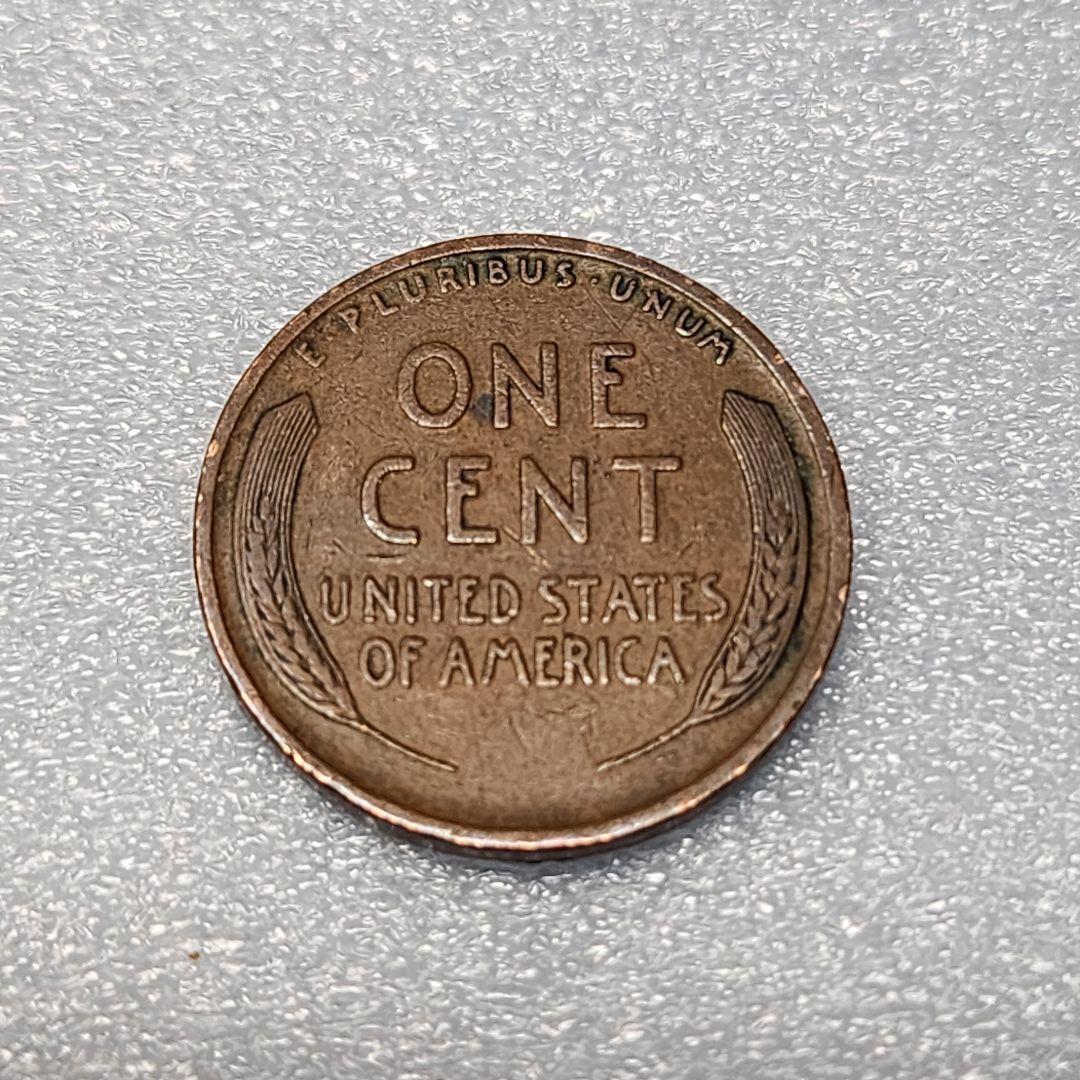 E·PLURIBUS·UNUM
ONE
CENT
UNITED STATES
OF AMERICA